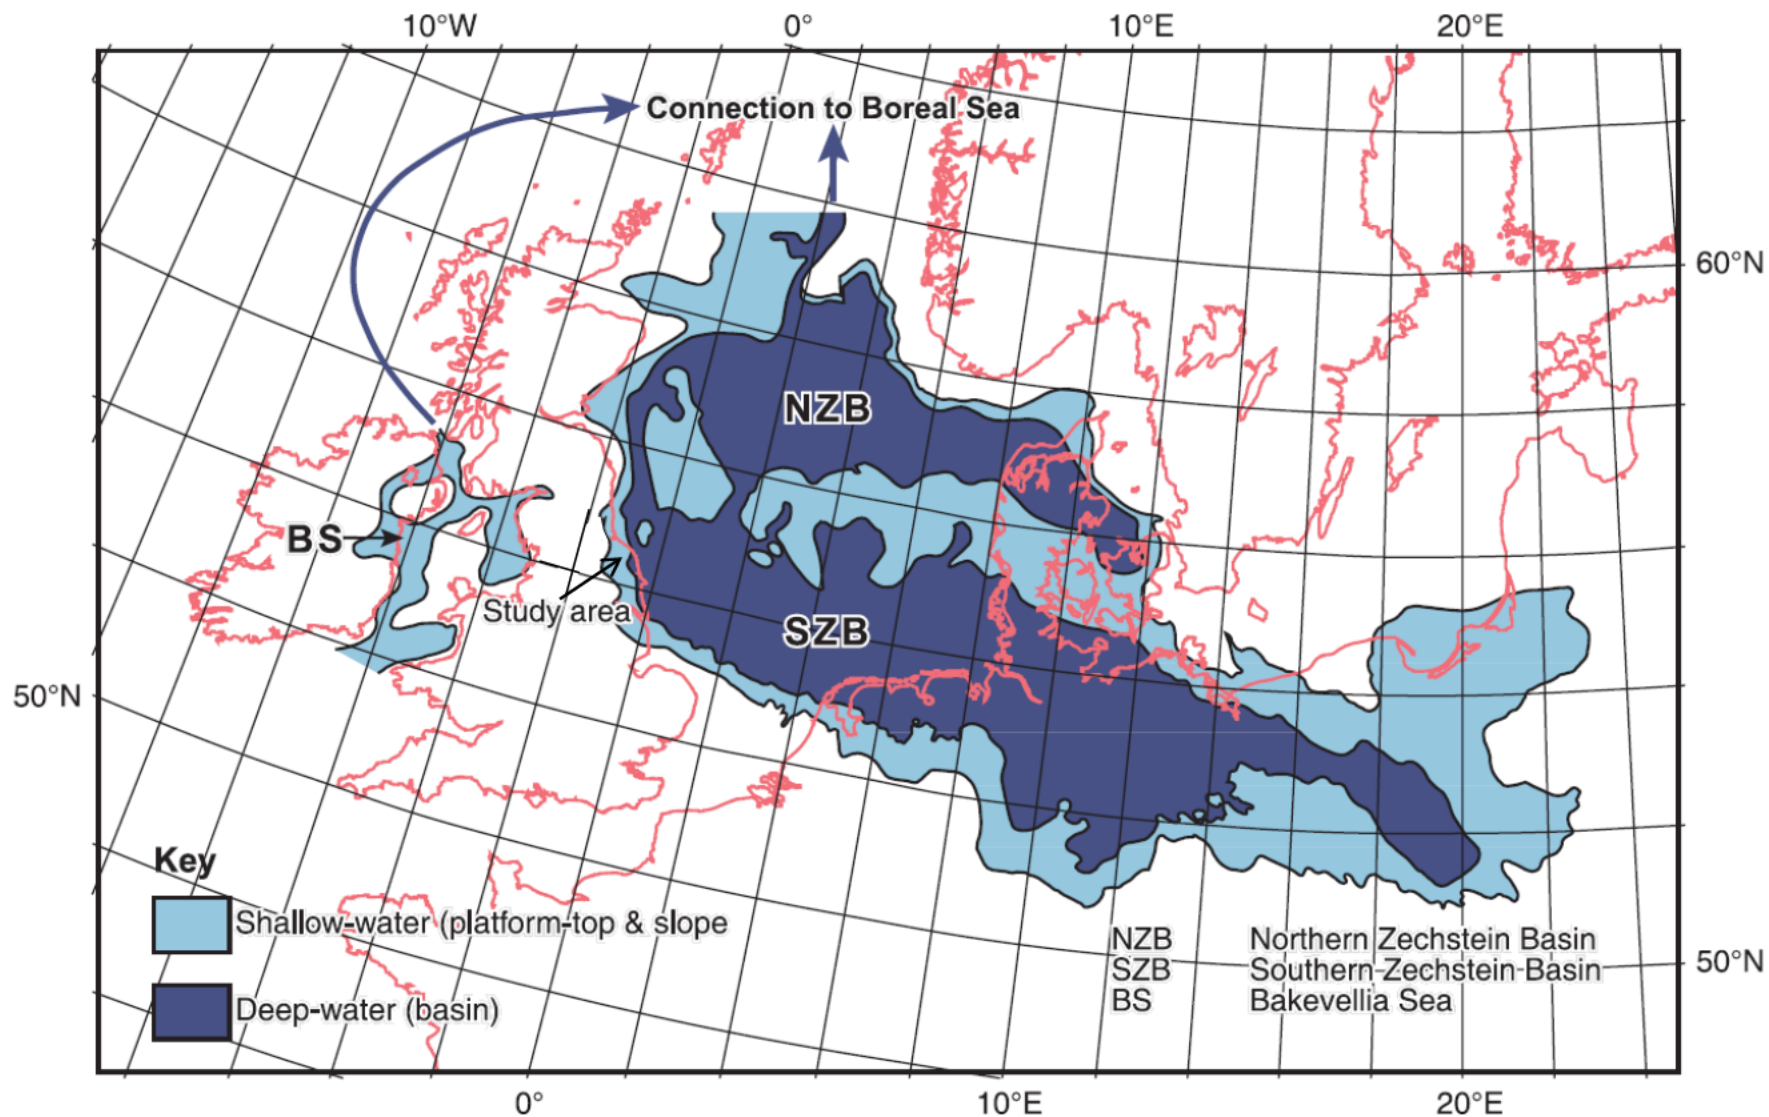 10°W 0° 10°E 20°E
Connection to Boreal Sea
60°N
NZB
BS
Study area
SZB
50°N
Key
Shallow-water (platform-top & slope
Deep-water (basin)
NZB Northern Zechstein Basin
SZB Southern Zechstein Basin
BS Bakevellia Sea
50°N
0° 10°E 20°E